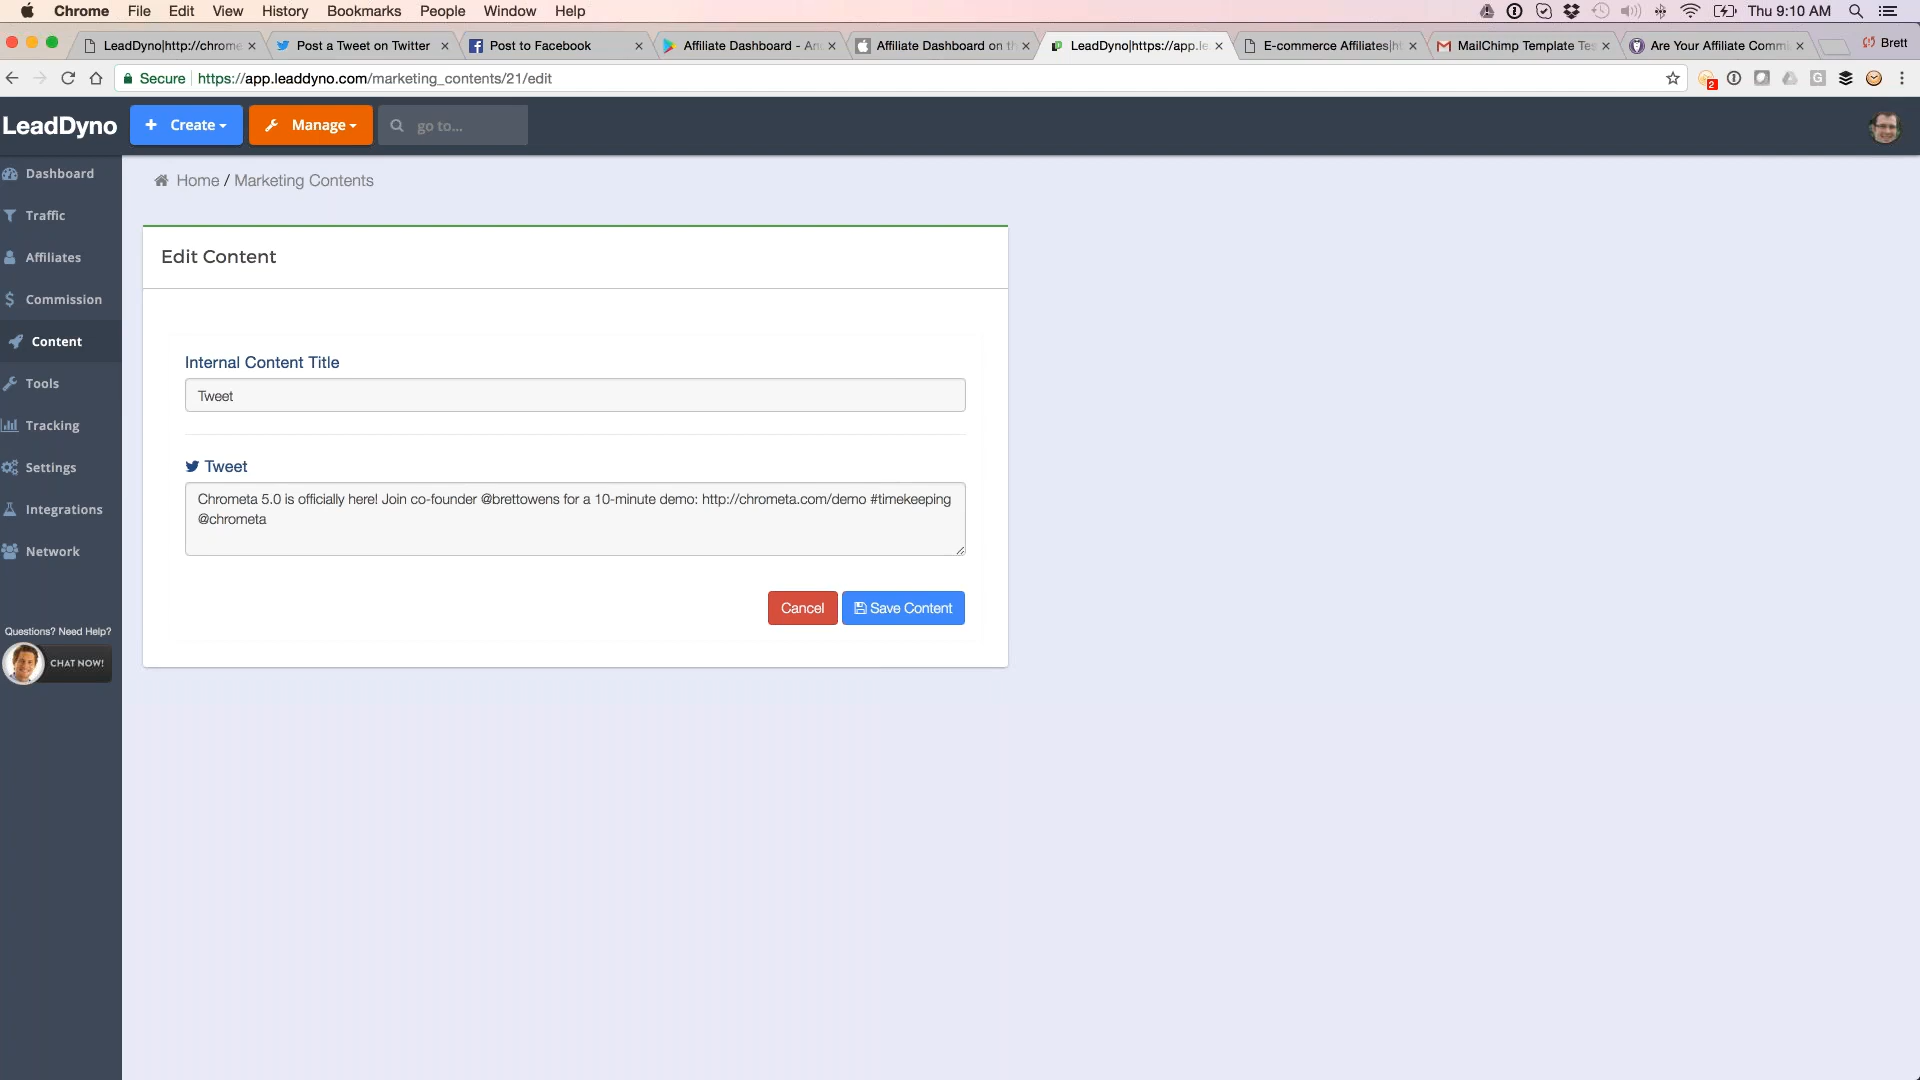 Chrome File Edit View History Bookmarks People Window Help Thu 9:10 AM
LeadDyno|http://chrome Post a Tweet on Twitter Post to Facebook Affiliate Dashboard - An Affiliate Dashboard on th LeadDyno|https://app.le E-commerce Affiliates|h MailChimp Template Tes Are Your Affiliate Commi Brett
Secure https://app.leaddyno.com/marketing_contents/21/edit 2
LeadDyno + Create Manage go to...
Dashboard
Traffic
Affiliates
Commission
Content
Tools
Tracking
Settings
Integrations
Network
Questions? Need Help?
CHAT NOW!
Home / Marketing Contents
Edit Content
Internal Content Title
Tweet
Tweet
Chrometa 5.0 is officially here! Join co-founder @brettowens for a 10-minute demo: http://chrometa.com/demo #timekeeping
@chrometa
Cancel Save Content